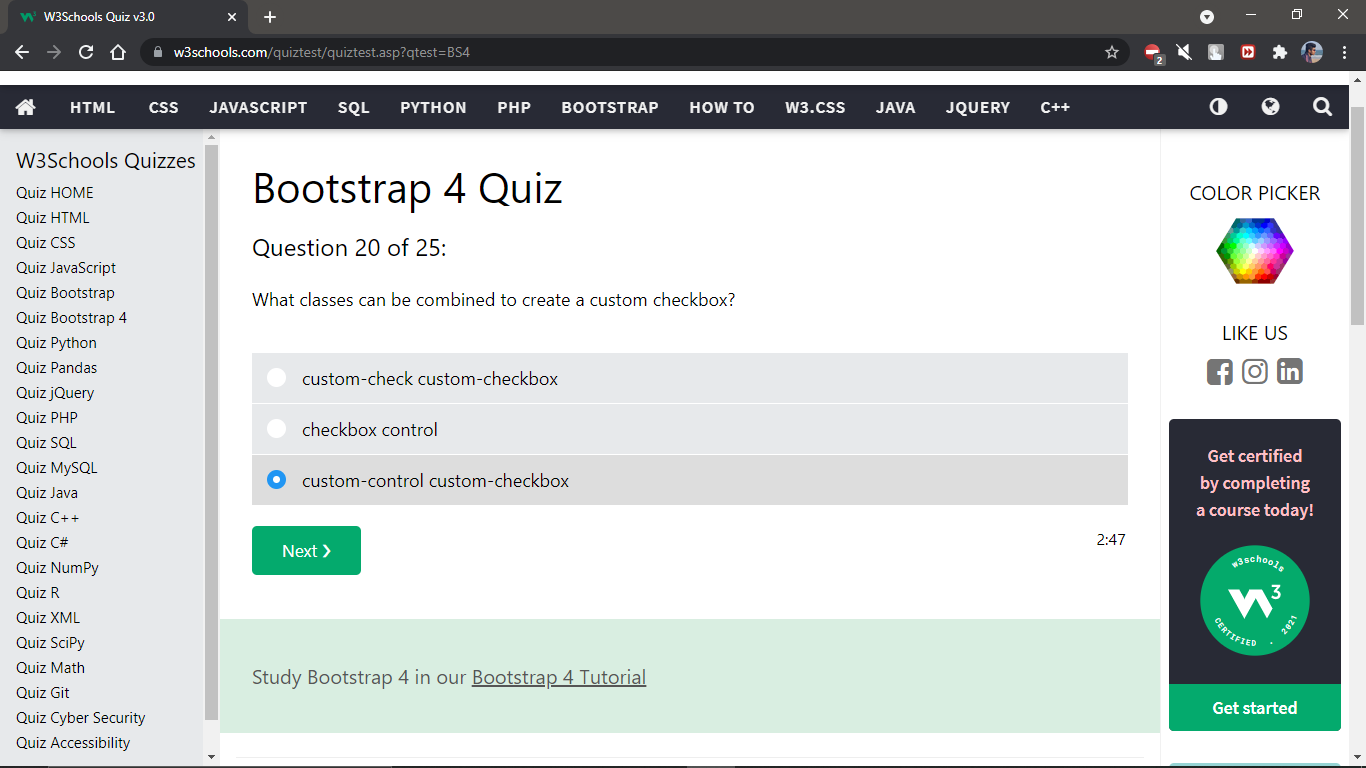 W3Schools Quiz v3.0
w3schools.com/quiztest/quiztest.asp?qtest=BS4
2
HTML CSS JAVASCRIPT SQL PYTHON PHP BOOTSTRAP HOW TO W3.CSS JAVA JQUERY C++
W3Schools Quizzes
Quiz HOME
Quiz HTML
Quiz CSS
Quiz JavaScript
Quiz Bootstrap
Quiz Bootstrap 4
Quiz Python
Quiz Pandas
Quiz jQuery
Quiz PHP
Quiz SQL
Quiz MySQL
Quiz Java
Quiz C++
Quiz C#
Quiz NumPy
Quiz R
Quiz XML
Quiz SciPy
Quiz Math
Quiz Git
Quiz Cyber Security
Quiz Accessibility
Bootstrap 4 Quiz
Question 20 of 25:
What classes can be combined to create a custom checkbox?
custom-check custom-checkbox
checkbox control
custom-control custom-checkbox
Next ❯
2:47
Study Bootstrap 4 in our Bootstrap 4 Tutorial
COLOR PICKER
LIKE US
Get certified
by completing
a course today!
w3schools
W3
CERTIFIED . 2021
Get started